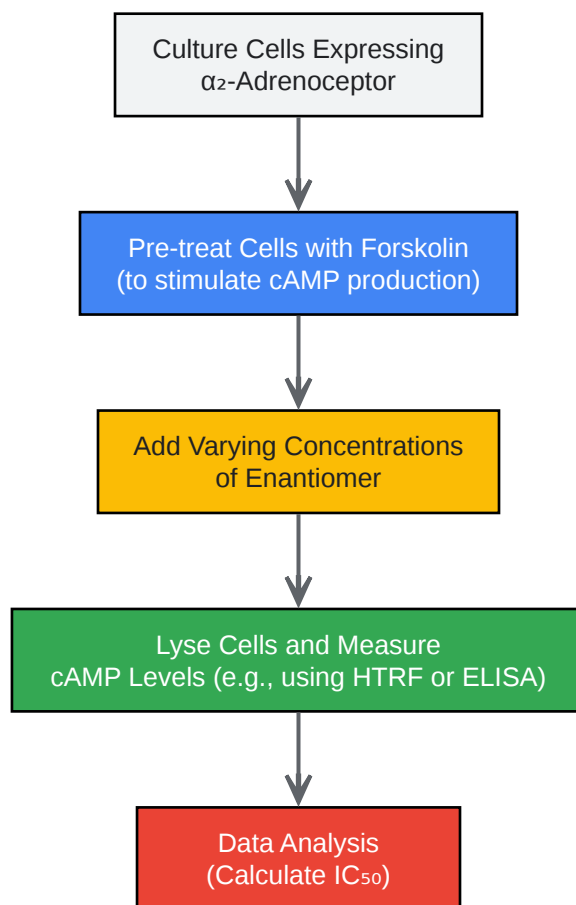 Culture Cells Expressing
α₂-Adrenoceptor
Pre-treat Cells with Forskolin
(to stimulate cAMP production)
Add Varying Concentrations
of Enantiomer
Lyse Cells and Measure
cAMP Levels (e.g., using HTRF or ELISA)
Data Analysis
(Calculate IC₅₀)